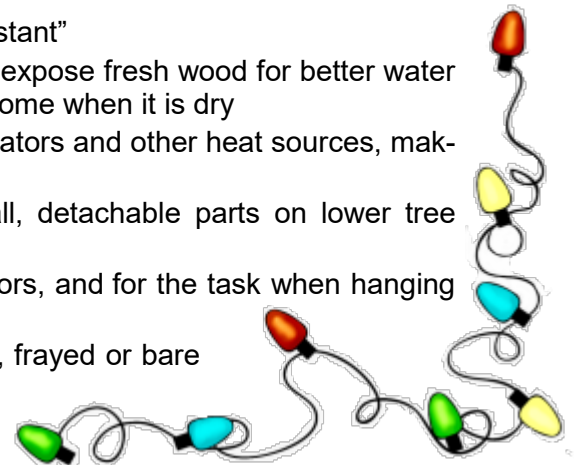 stant”
expose fresh wood for better water
ome when it is dry
ators and other heat sources, mak-
ll, detachable parts on lower tree
ors, and for the task when hanging
, frayed or bare